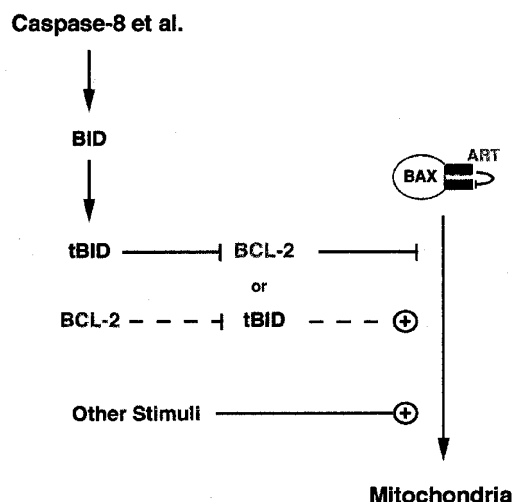 Caspase-8 et al.
BID
ART
BAX
tBID BCL-2
or
BCL-2 tBID +
Other Stimuli +
Mitochondria